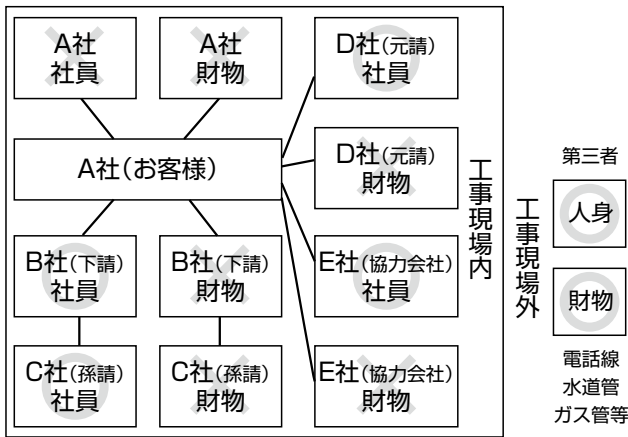 A社
社員
A社
財物
D社(元請)
社員
A社(お客様)
D社(元請)
財物
B社(下請)
社員
B社(下請)
財物
E社(協力会社)
社員
C社(孫請)
社員
C社(孫請)
財物
E社(協力会社)
財物
工事現場内
工事現場外
第三者
人身
財物
電話線
水道管
ガス管等